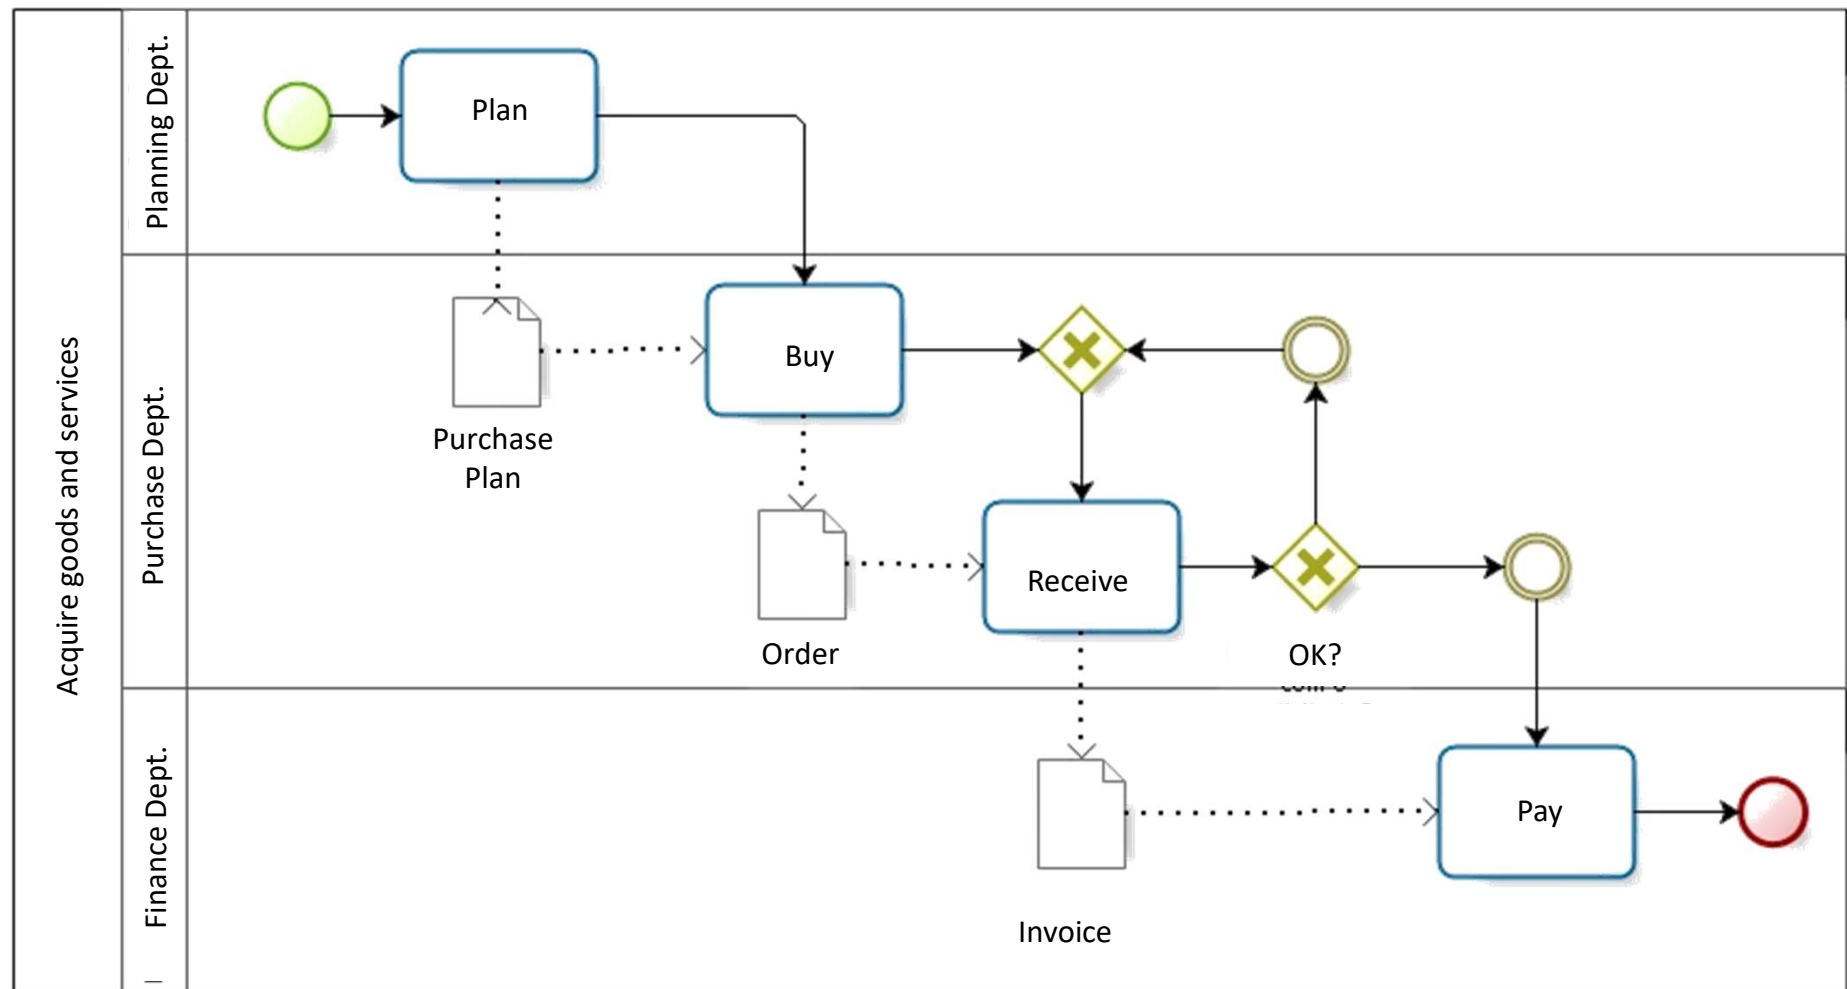 Acquire goods and services
Planning Dept.
Plan
Purchase Dept.
Purchase
Plan
Buy
Order
Receive
OK?
Finance Dept.
Invoice
Pay